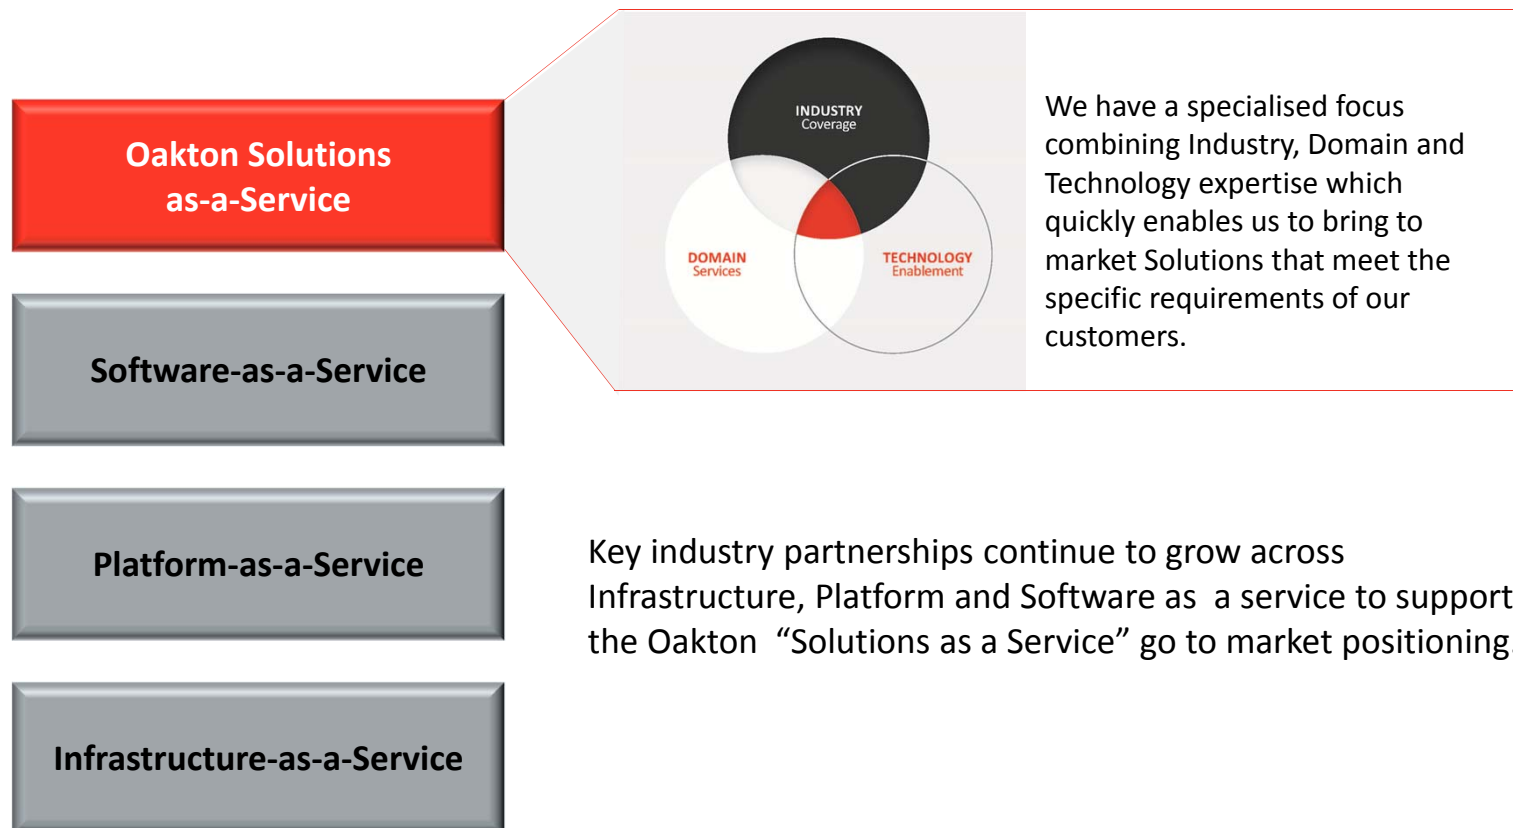 Oakton Solutions
as-a-Service
Software-as-a-Service
Platform-as-a-Service
Infrastructure-as-a-Service
INDUSTRY
Coverage
DOMAIN
Services
TECHNOLOGY
Enablement
We have a specialised focus
combining Industry, Domain and
Technology expertise which
quickly enables us to bring to
market Solutions that meet the
specific requirements of our
customers.
Key industry partnerships continue to grow across
Infrastructure, Platform and Software as  a service to support
the Oakton  “Solutions as a Service” go to market positioning.